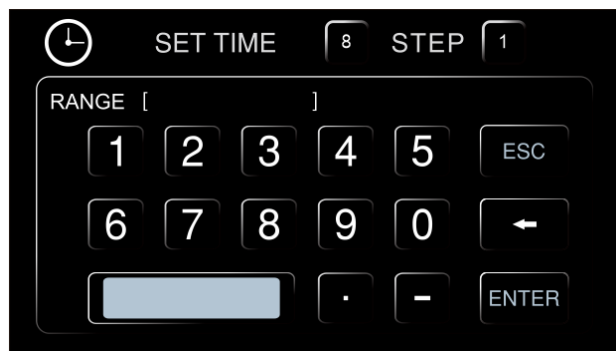 SET TIME 8 STEP 1
RANGE [ ]
1 2 3 4 5 ESC
6 7 8 9 0 ←
. - ENTER